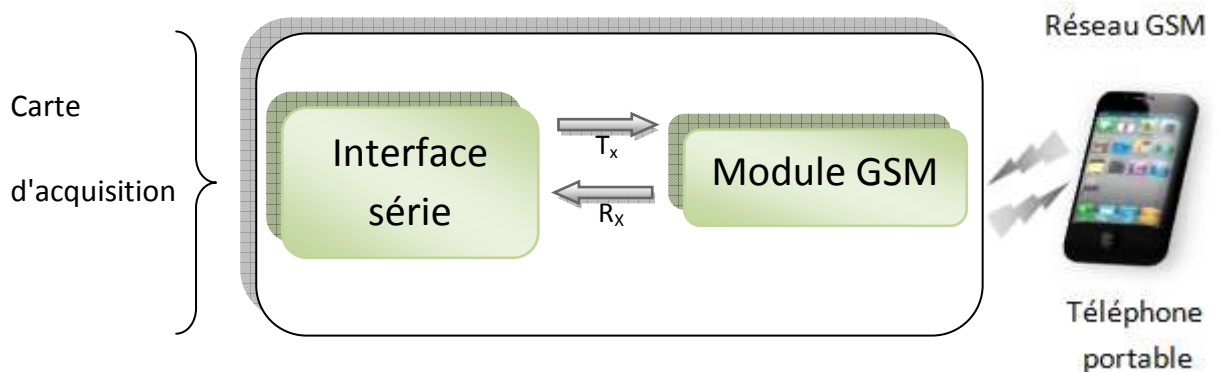 Carte
d'acquisition
Interface
série
Tx
RX
Module GSM
Réseau GSM
Téléphone
portable